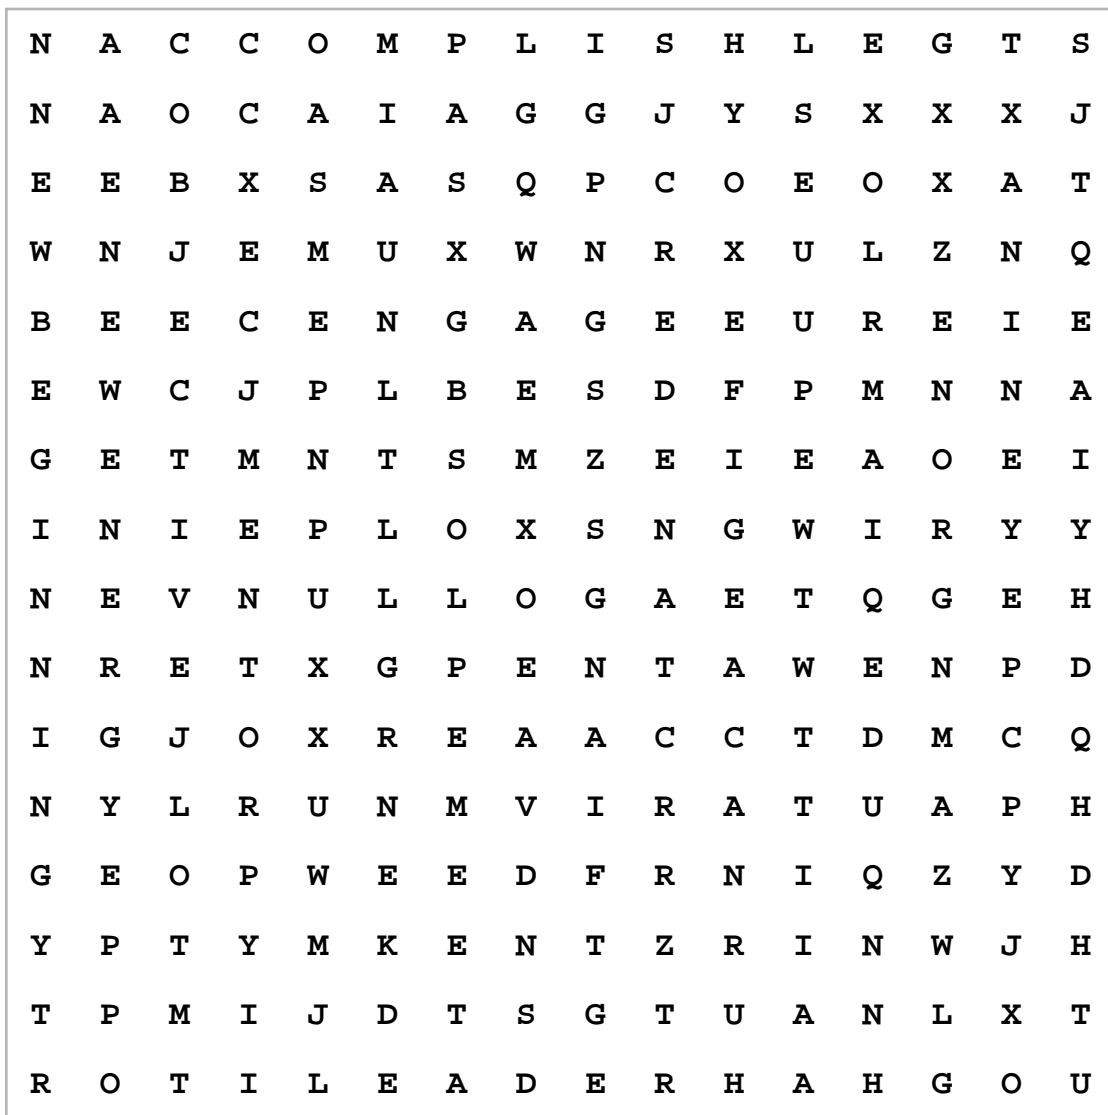 N A C C O M P L I S H L E G T S
N A O C A I A G G J Y S X X X J
E E B X S A S Q P C O E O X A T
W N J E M U X W N R X U L Z N Q
B E E C E N G A G E E U R E I E
E W C J P L B E S D F P M N N A
G E T M N T S M Z E I E A O E I
I N I E P L O X S N G W I R Y Y
N E V N U L L O G A E T Q G E H
N R E T X G P E N T A W E N P D
I G J O X R E A A C C T D M C Q
N Y L R U N M V I R A T U A P H
G E O P W E E D F R N I Q Z Y D
Y P T Y M K E N T Z R I N W J H
T P M I J D T S G T U A N L X T
R O T I L E A D E R H A H G O U